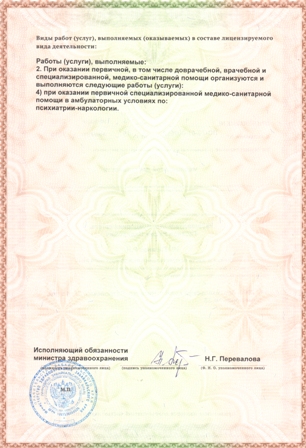 Виды работ (услуг), выполняемых (оказываемых) в составе лицензируемого
вида деятельности:
Работы (услуги), выполняемые:
2. При оказании первичной, в том числе доврачебной, врачебной и
специализированной, медико-санитарной помощи организуются и
выполняются следующие работы (услуги):
4) при оказании первичной специализированной медико-санитарной
помощи в амбулаторных условиях по:
психиатрии-наркологии.
Исполняющий обязанности
министра здравоохранения
Н.Г. Перевалова
(должность уполномоченного лица) (подпись уполномоченного лица) (Ф. И. О. уполномоченного лица)
М.П.